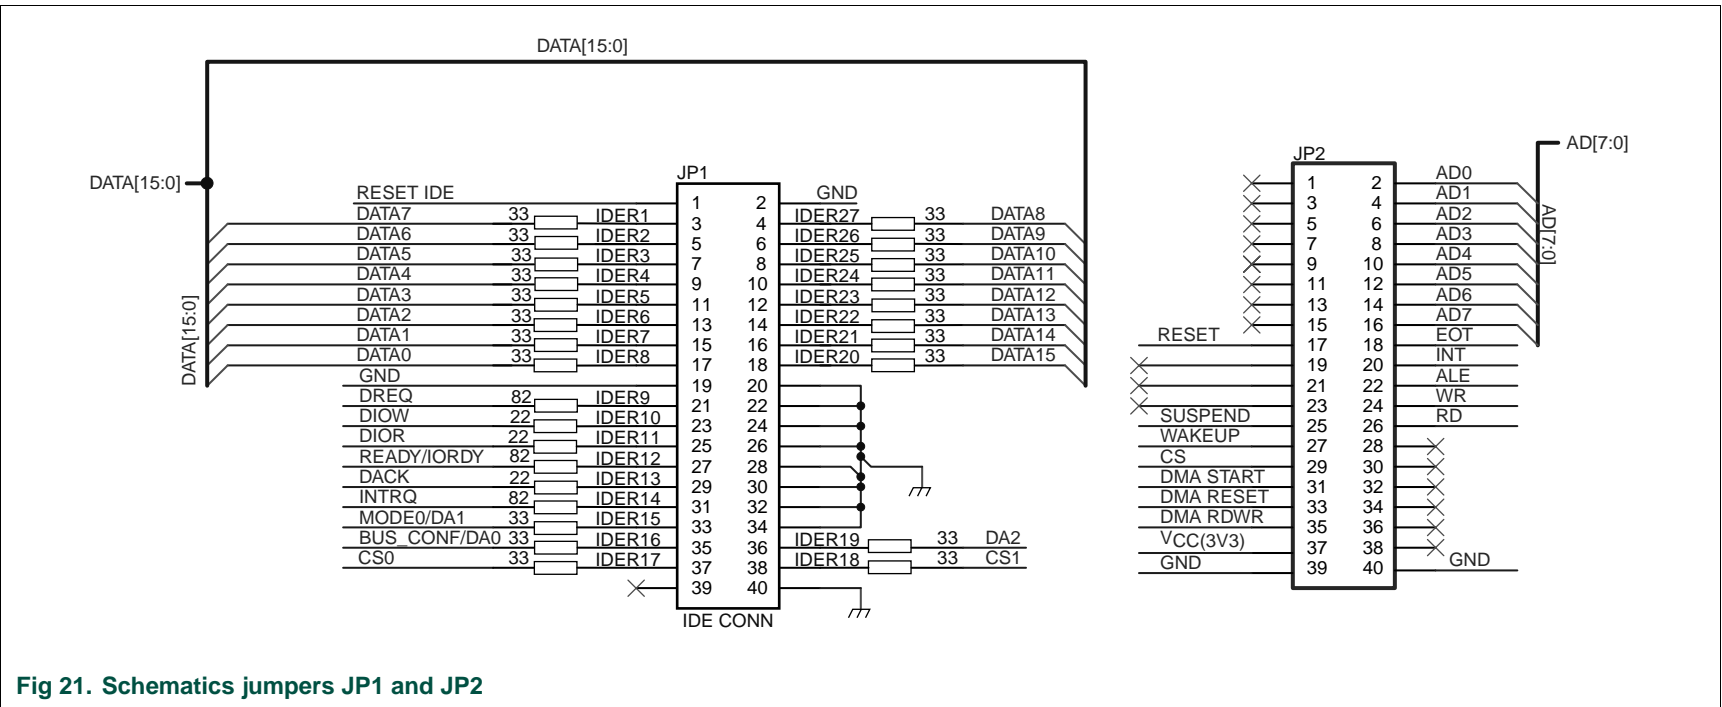 DATA[15:0]
DATA[15:0]
DATA[15:0]
JP1
RESET IDE 1 2 GND
DATA7 33 IDER1 3 4 IDER27 33 DATA8
DATA6 33 IDER2 5 6 IDER26 33 DATA9
DATA5 33 IDER3 7 8 IDER25 33 DATA10
DATA4 33 IDER4 9 10 IDER24 33 DATA11
DATA3 33 IDER5 11 12 IDER23 33 DATA12
DATA2 33 IDER6 13 14 IDER22 33 DATA13
DATA1 33 IDER7 15 16 IDER21 33 DATA14
DATA0 33 IDER8 17 18 IDER20 33 DATA15
GND 19 20
DREQ 82 IDER9 21 22
DIOW 22 IDER10 23 24
DIOR 22 IDER11 25 26
READY/IORDY 82 IDER12 27 28
DACK 22 IDER13 29 30
INTRQ 82 IDER14 31 32
MODE0/DA1 33 IDER15 33 34
BUS_CONF/DA0 33 IDER16 35 36 IDER19 33 DA2
CS0 33 IDER17 37 38 IDER18 33 CS1
39 40
IDE CONN
AD[7:0]
AD[7:0]
JP2
1 2 AD0
3 4 AD1
5 6 AD2
7 8 AD3
9 10 AD4
11 12 AD5
13 14 AD6
15 16 AD7
RESET 17 18 EOT
19 20 INT
21 22 ALE
23 24 WR
SUSPEND 25 26 RD
WAKEUP 27 28
CS 29 30
DMA START 31 32
DMA RESET 33 34
DMA RDWR 35 36
VCC(3V3) 37 38
GND 39 40 GND
Fig 21. Schematics jumpers JP1 and JP2